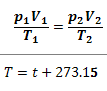 p₁V₁/T₁ = p₂V₂/T₂
T = t + 273.15